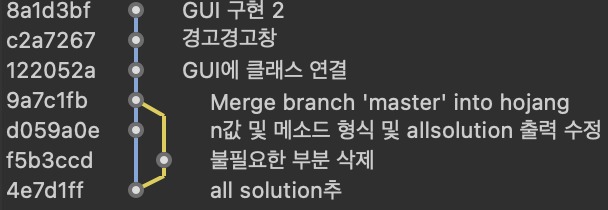 8a1d3bf GUI 구현 2
c2a7267 경고경고창
122052a GUI에 클래스 연결
9a7c1fb Merge branch 'master' into hojang
d059a0e n값 및 메소드 형식 및 allsolution 출력 수정
f5b3ccd 불필요한 부분 삭제
4e7d1ff all solution추